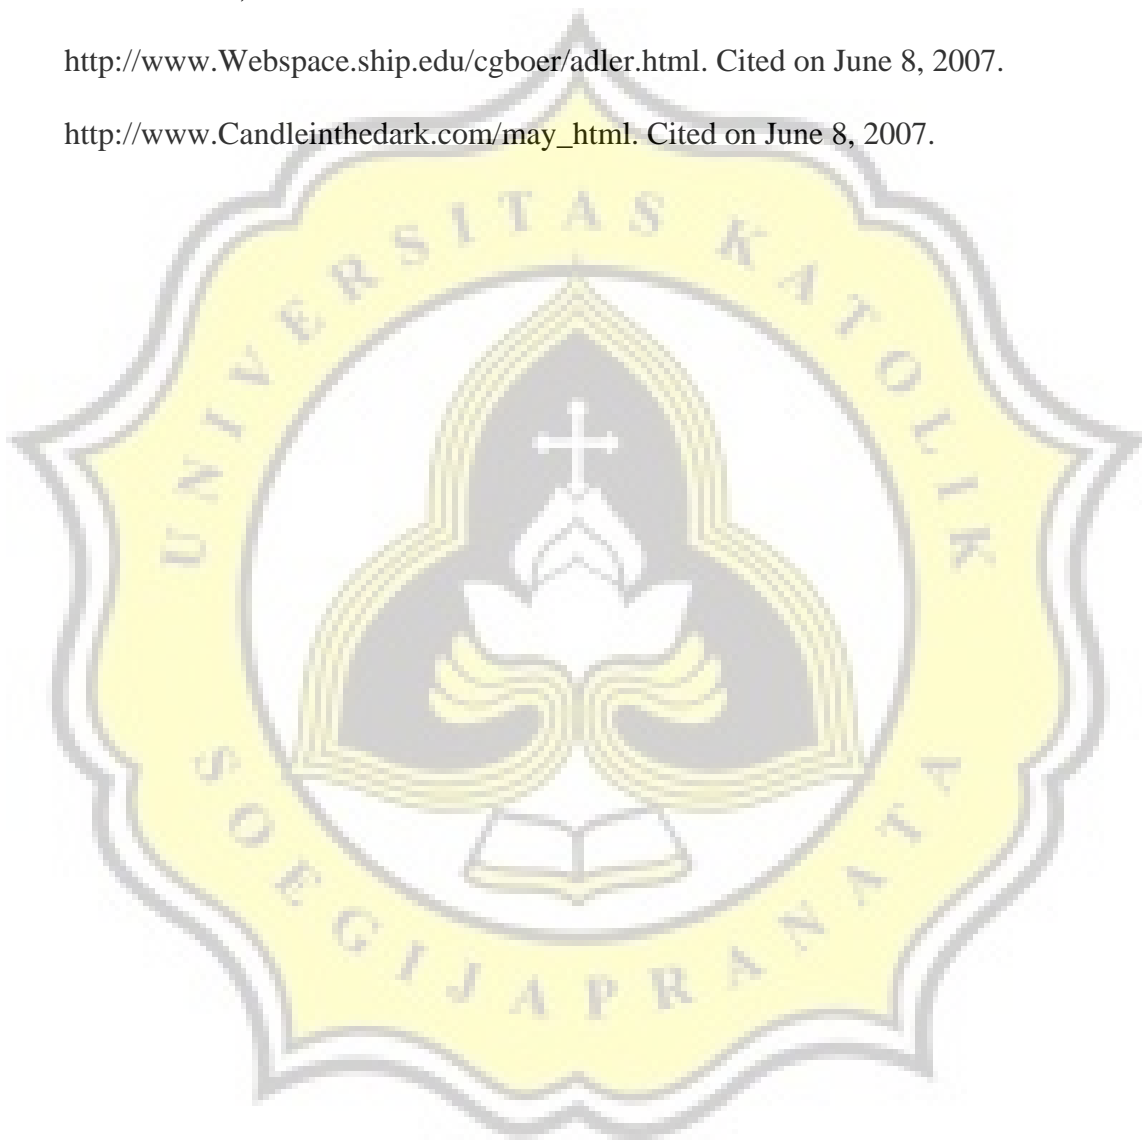 http://www.Webspace.ship.edu/cgboer/adler.html. Cited on June 8, 2007.
http://www.Candleinthedark.com/may_html. Cited on June 8, 2007.
UNIVERSITAS KATOLIK
SOEGIJAPRANATA